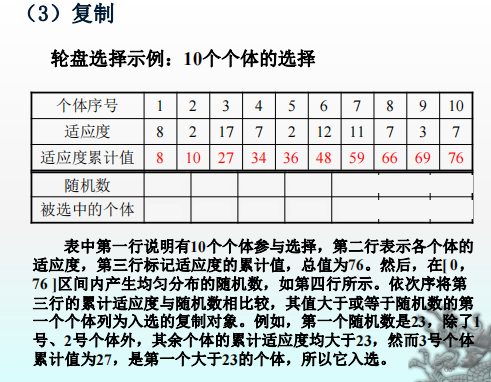 （3）复制
轮盘选择示例：10个个体的选择
个体序号 1 2 3 4 5 6 7 8 9 10
适应度 8 2 17 7 2 12 11 7 3 7
适应度累计值 8 10 27 34 36 48 59 66 69 76
随机数
被选中的个体
表中第一行说明有10个个体参与选择，第二行表示各个体的
适应度，第三行标记适应度的累计值，总值为76。然后，在[ 0，
76 ]区间内产生均匀分布的随机数，如第四行所示。依次序将第
三行的累计适应度与随机数相比较，其值大于或等于随机数的第
一个个体列为入选的复制对象。例如，第一个随机数是23，除了1
号、2号个体外，其余个体的累计适应度均大于23，然而3号个体
累计值为27，是第一个大于23的个体，所以它入选。